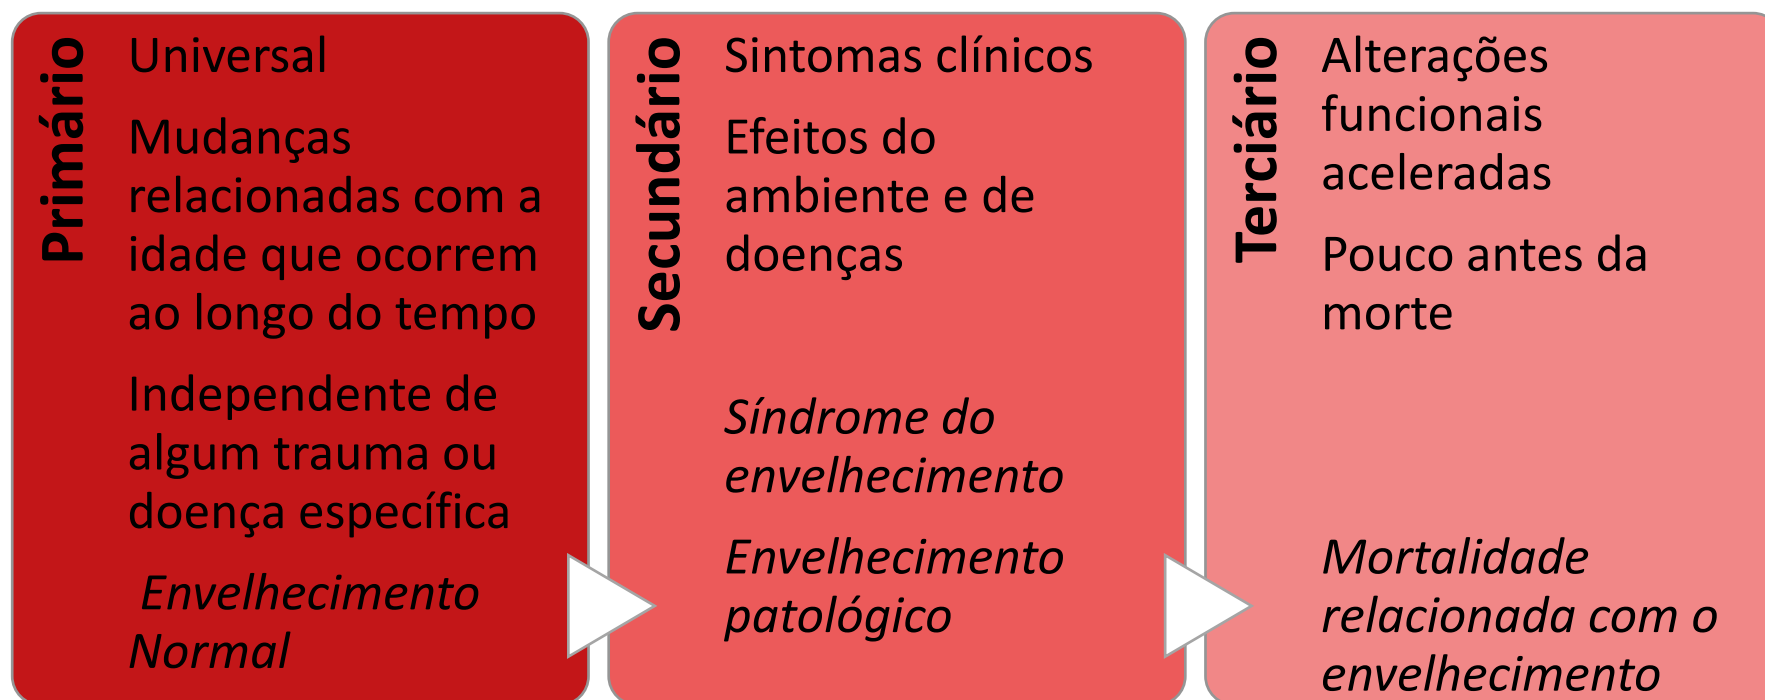 Primário
Universal
Mudanças
relacionadas com a
idade que ocorrem
ao longo do tempo
Independente de
algum trauma ou
doença específica
Envelhecimento
Normal
Secundário
Sintomas clínicos
Efeitos do
ambiente e de
doenças
Síndrome do
envelhecimento
Envelhecimento
patológico
Terciário
Alterações
funcionais
aceleradas
Pouco antes da
morte
Mortalidade
relacionada com o
envelhecimento